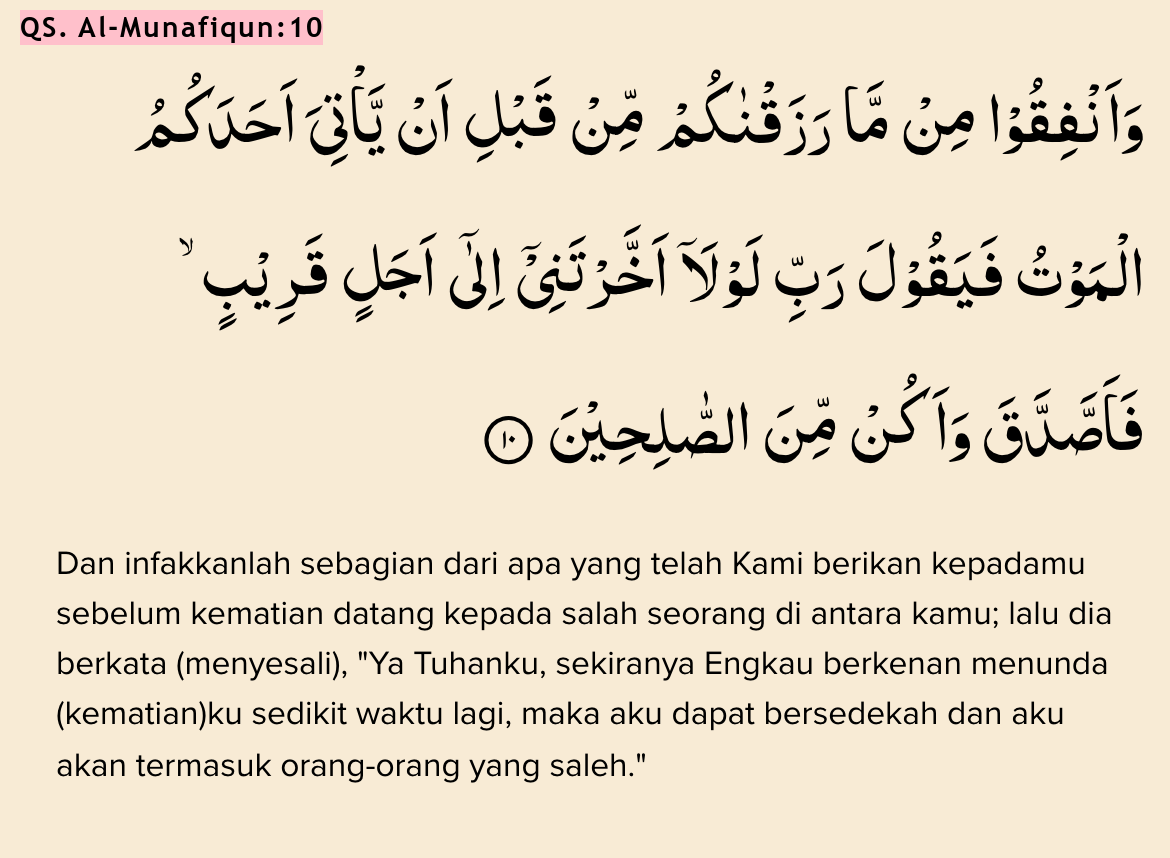 QS. Al-Munafiqun:10
وَاَنْفِقُوْا مِنْ مَّا رَزَقْنٰكُمْ مِّنْ قَبْلِ اَنْ يَّأْتِيَ اَحَدَكُمُ
الْمَوْتُ فَيَقُوْلَ رَبِّ لَوْلَآ اَخَّرْتَنِيْٓ اِلٰٓى اَجَلٍ قَرِيْبٍ ۙ
فَاَصَّدَّقَ وَاَكُنْ مِّنَ الصّٰلِحِيْنَ ١٠
Dan infakkanlah sebagian dari apa yang telah Kami berikan kepadamu
sebelum kematian datang kepada salah seorang di antara kamu; lalu dia
berkata (menyesali), "Ya Tuhanku, sekiranya Engkau berkenan menunda
(kematian)ku sedikit waktu lagi, maka aku dapat bersedekah dan aku
akan termasuk orang-orang yang saleh."